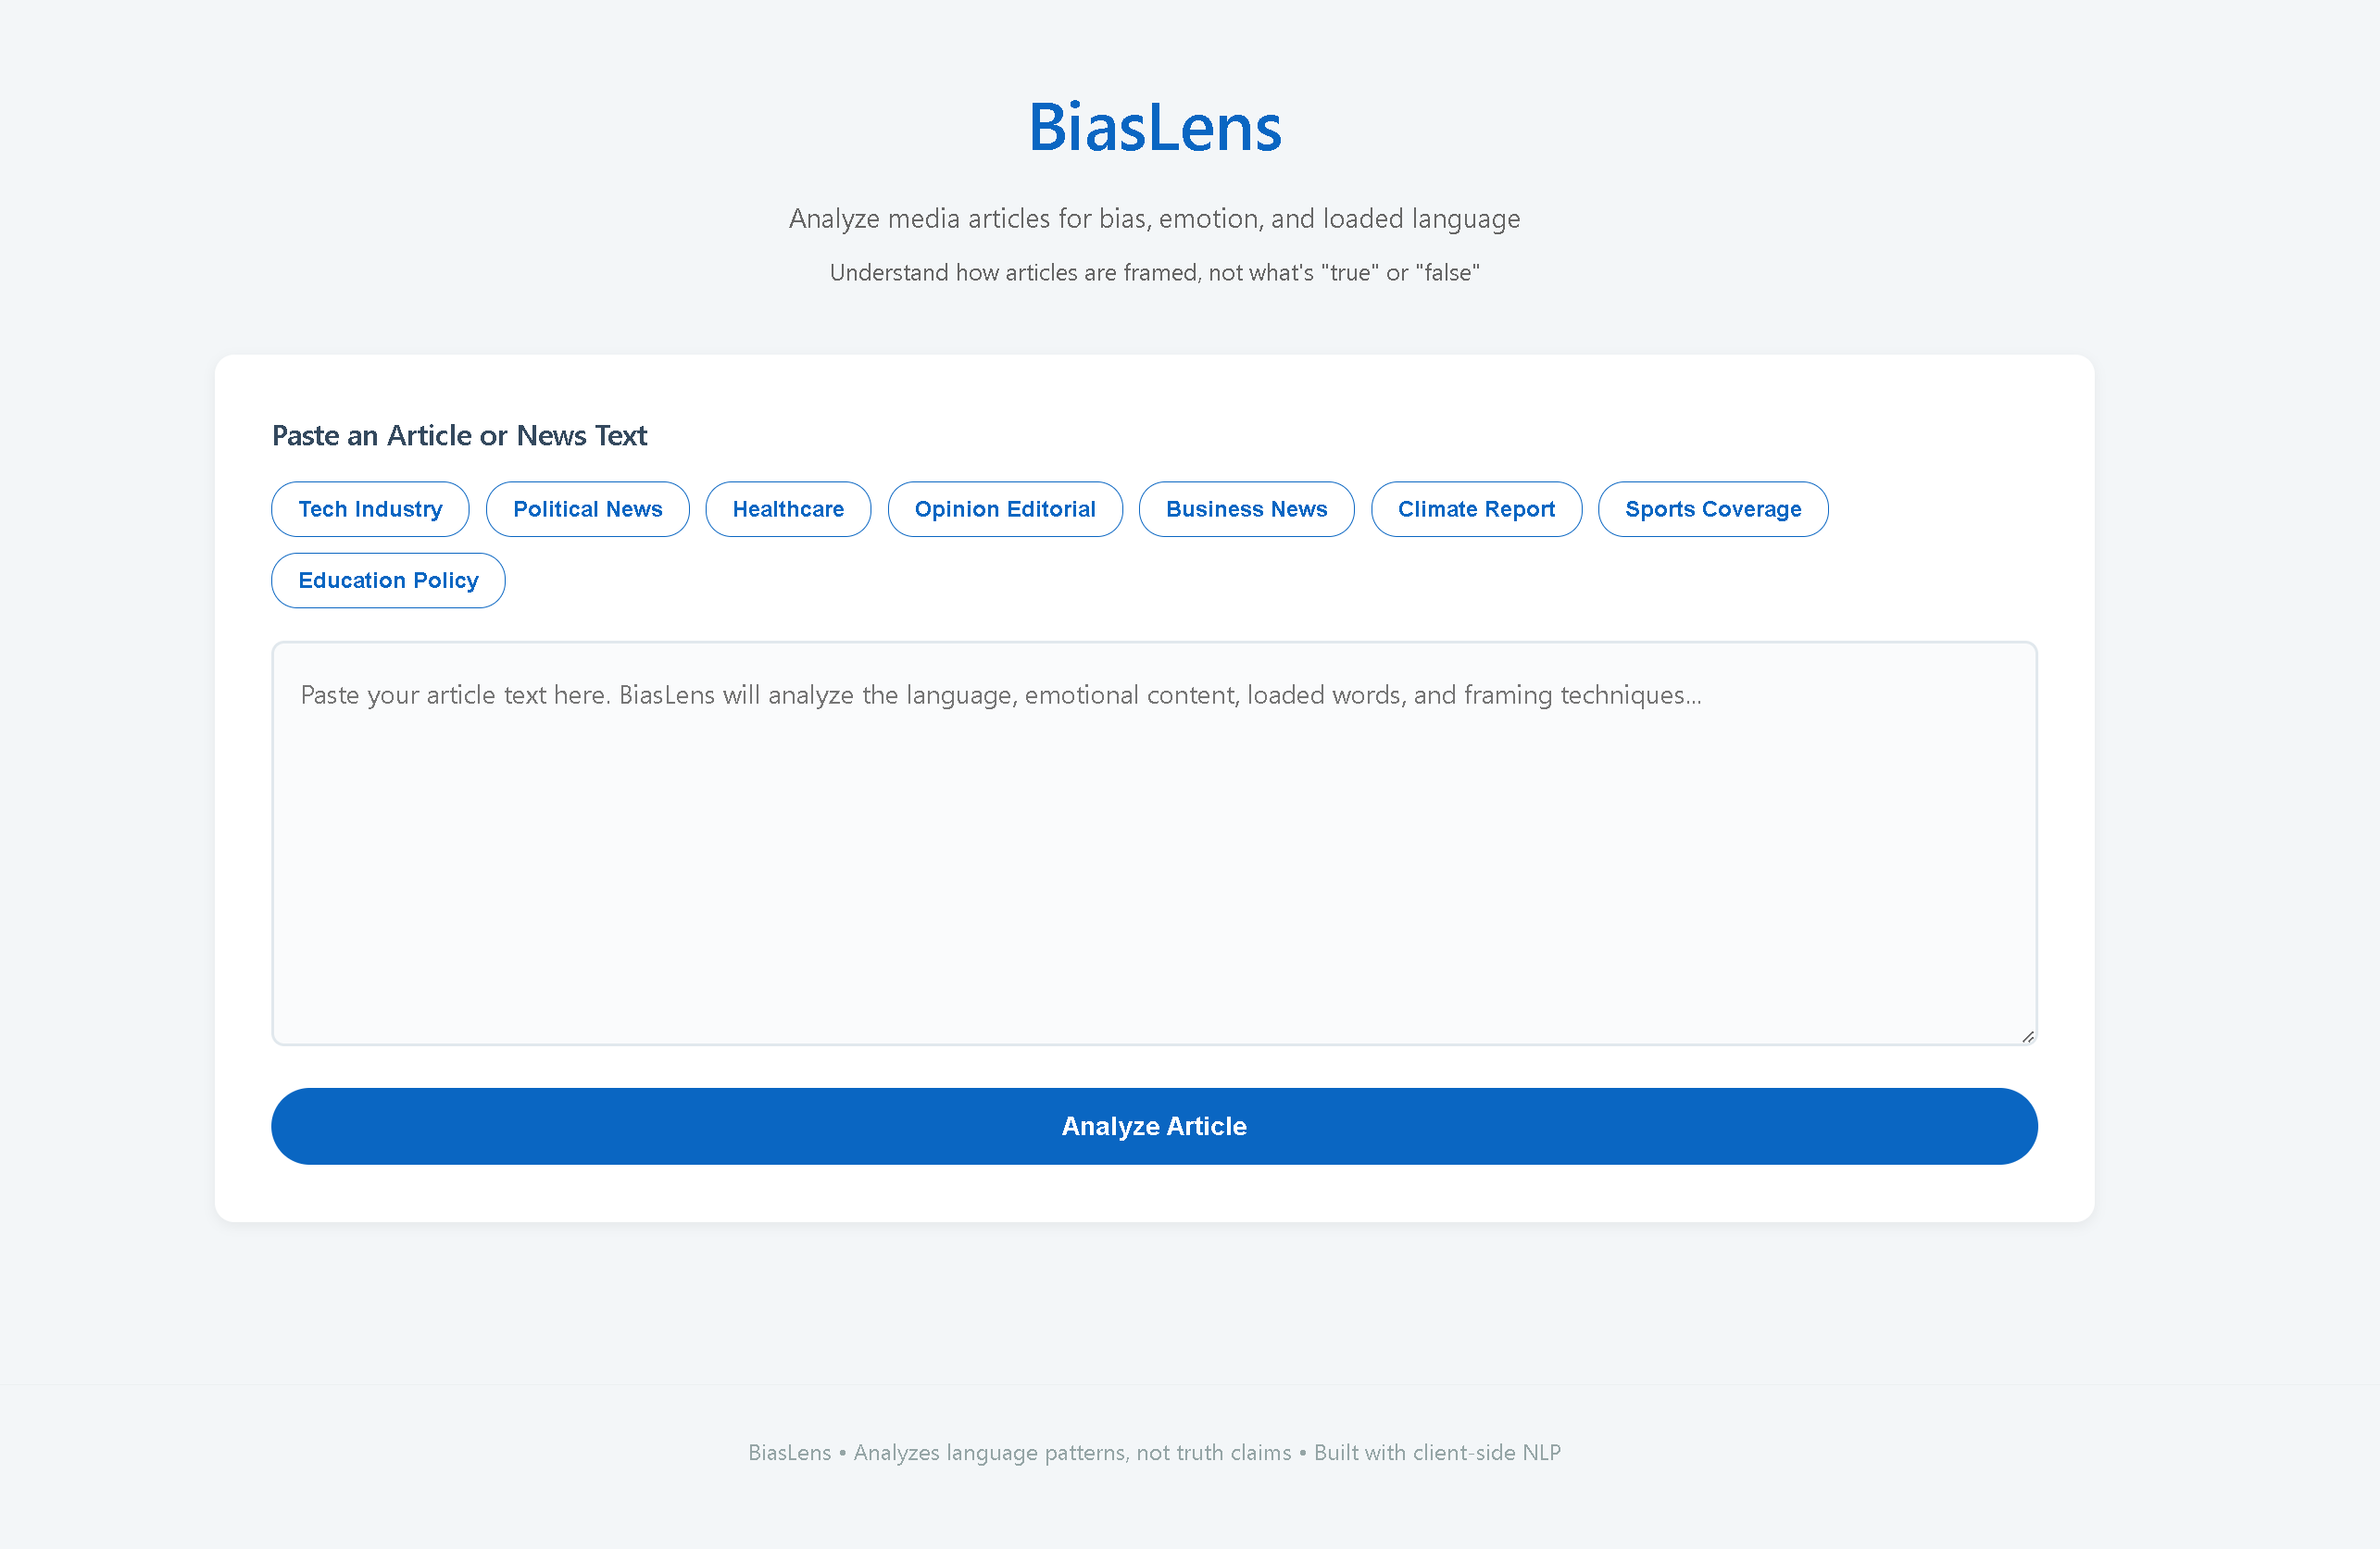 BiasLens
Analyze media articles for bias, emotion, and loaded language
Understand how articles are framed, not what's "true" or "false"
Paste an Article or News Text
Tech Industry Political News Healthcare Opinion Editorial Business News Climate Report Sports Coverage
Education Policy
Paste your article text here. BiasLens will analyze the language, emotional content, loaded words, and framing techniques...
Analyze Article
BiasLens • Analyzes language patterns, not truth claims • Built with client-side NLP